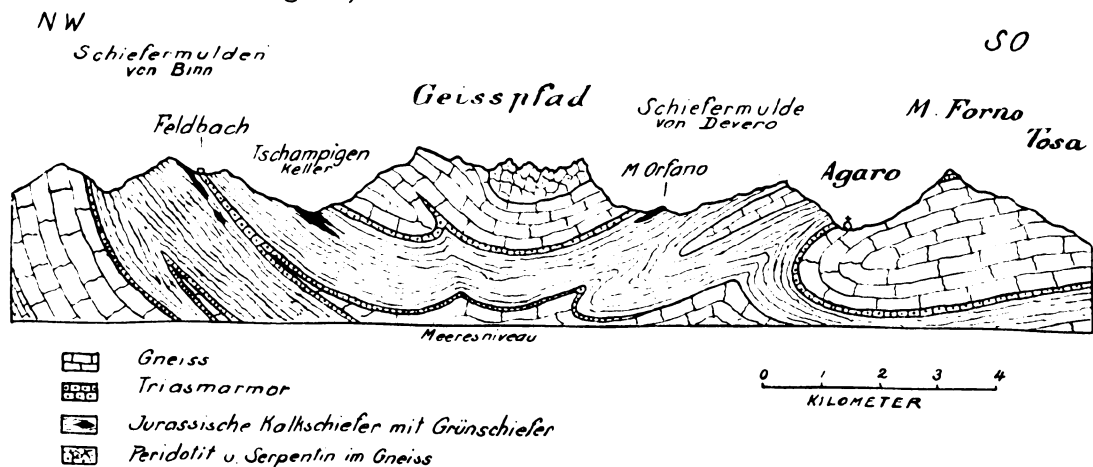 NW
SO
Schiefermulden
von Binn
Geisspfad
Schiefermulde
von Devero
M. Forno
Tosa
Feldbach
Tschampigen
Keller
M. Orfano
Agaro
Meeresniveau
Gneiss
Triasmarmor
Jurassische Kalkschiefer mit Grünschiefer
Peridotit u. Serpentin im Gneiss
0 1 2 3 4
KILOMETER